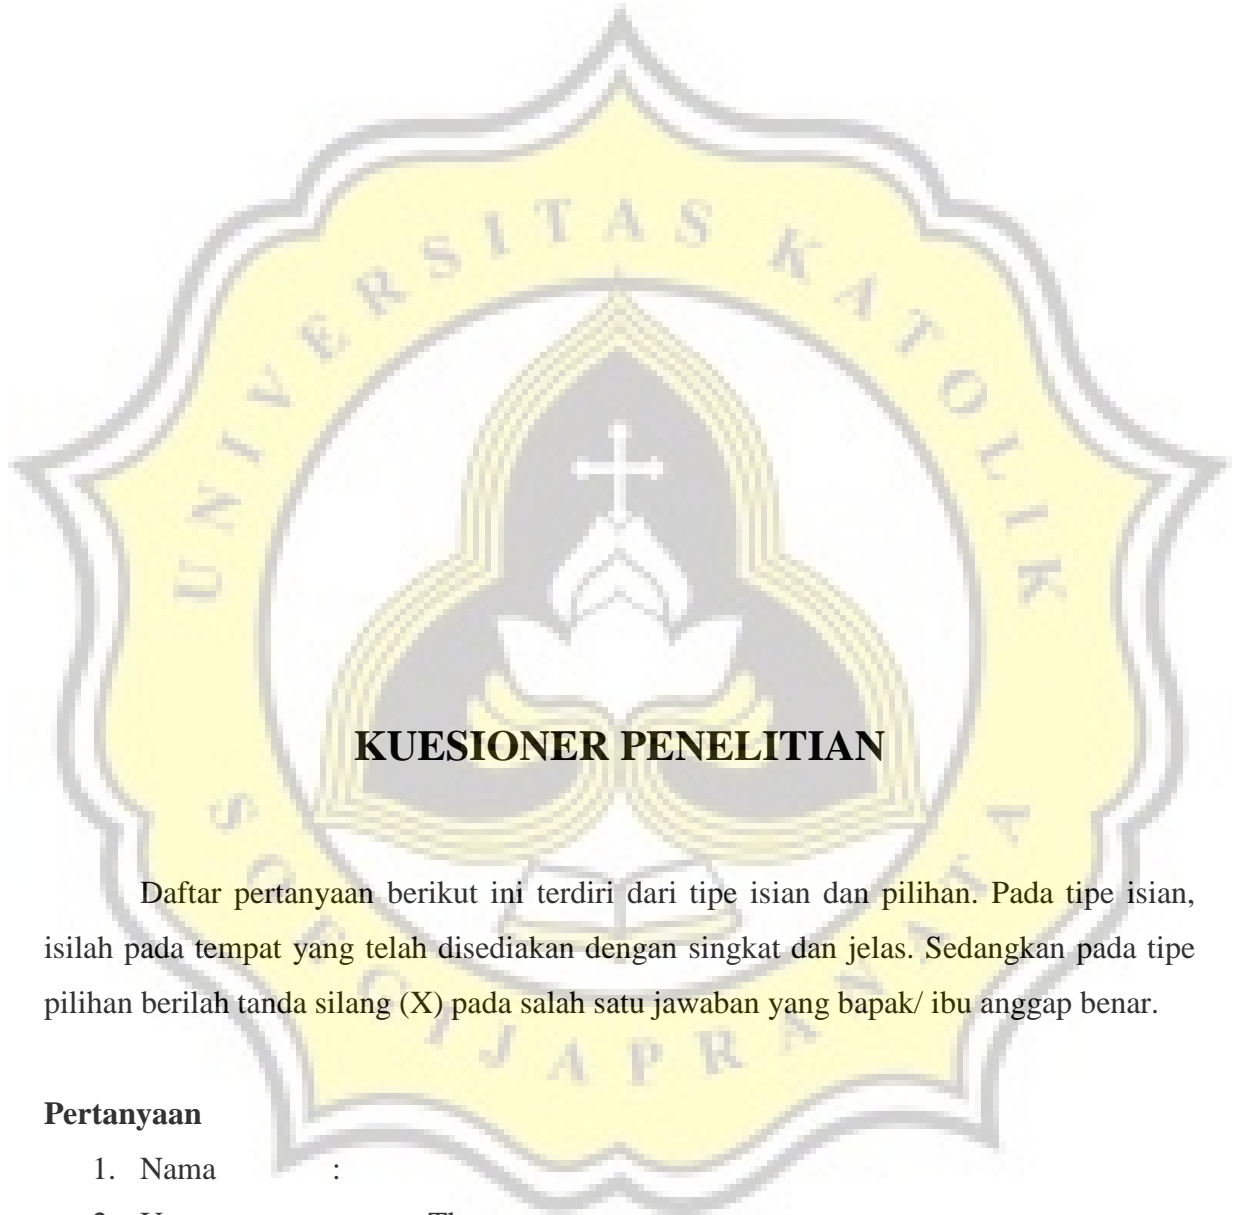 UNIVERSITAS KATOLIK
KUESIONER PENELITIAN
Daftar pertanyaan berikut ini terdiri dari tipe isian dan pilihan. Pada tipe isian,
isilah pada tempat yang telah disediakan dengan singkat dan jelas. Sedangkan pada tipe
pilihan berilah tanda silang (X) pada salah satu jawaban yang bapak/ ibu anggap benar.
SOEGIJAPRANATA
Pertanyaan
1. Nama :